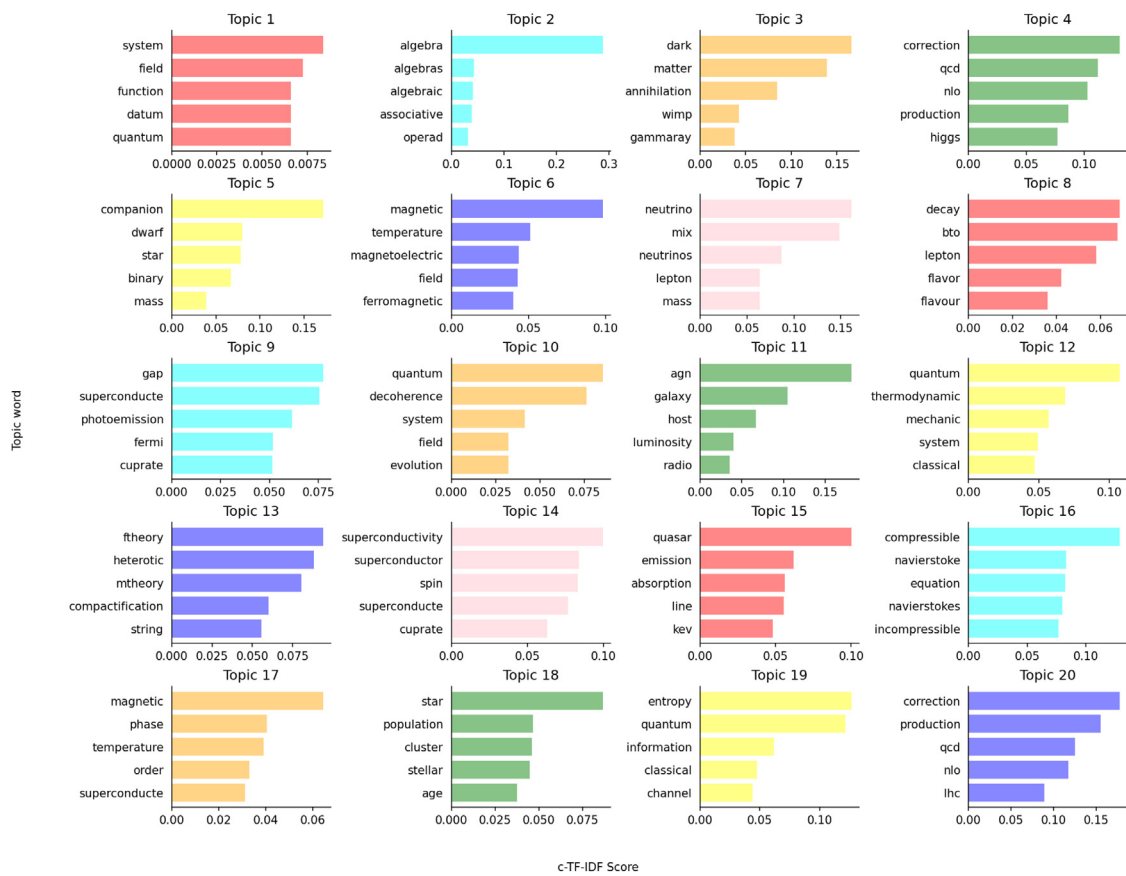 Topic 1
system
field
function
datum
quantum
0.0000 0.0025 0.0050 0.0075
Topic 2
algebra
algebras
algebraic
associative
operad
0.0 0.1 0.2 0.3
Topic 3
dark
matter
annihilation
wimp
gammaray
0.00 0.05 0.10 0.15
Topic 4
correction
qcd
nlo
production
higgs
0.00 0.05 0.10
Topic 5
companion
dwarf
star
binary
mass
0.00 0.05 0.10 0.15
Topic 6
magnetic
temperature
magnetoelectric
field
ferromagnetic
0.00 0.05 0.10
Topic 7
neutrino
mix
neutrinos
lepton
mass
0.00 0.05 0.10 0.15
Topic 8
decay
bto
lepton
flavor
flavour
0.00 0.02 0.04 0.06
Topic word
Topic 9
gap
superconducte
photoemission
fermi
cuprate
0.000 0.025 0.050 0.075
Topic 10
quantum
decoherence
system
field
evolution
0.000 0.025 0.050 0.075
Topic 11
agn
galaxy
host
luminosity
radio
0.00 0.05 0.10 0.15
Topic 12
quantum
thermodynamic
mechanic
system
classical
0.00 0.05 0.10
Topic 13
ftheory
heterotic
mtheory
compactification
string
0.000 0.025 0.050 0.075
Topic 14
superconductivity
superconductor
spin
superconducte
cuprate
0.00 0.05 0.10
Topic 15
quasar
emission
absorption
line
kev
0.00 0.05 0.10
Topic 16
compressible
navierstoke
equation
navierstokes
incompressible
0.00 0.05 0.10
Topic 17
magnetic
phase
temperature
order
superconducte
0.00 0.02 0.04 0.06
Topic 18
star
population
cluster
stellar
age
0.000 0.025 0.050 0.075
Topic 19
entropy
quantum
information
classical
channel
0.00 0.05 0.10
Topic 20
correction
production
qcd
nlo
lhc
0.00 0.05 0.10 0.15
c-TF-IDF Score